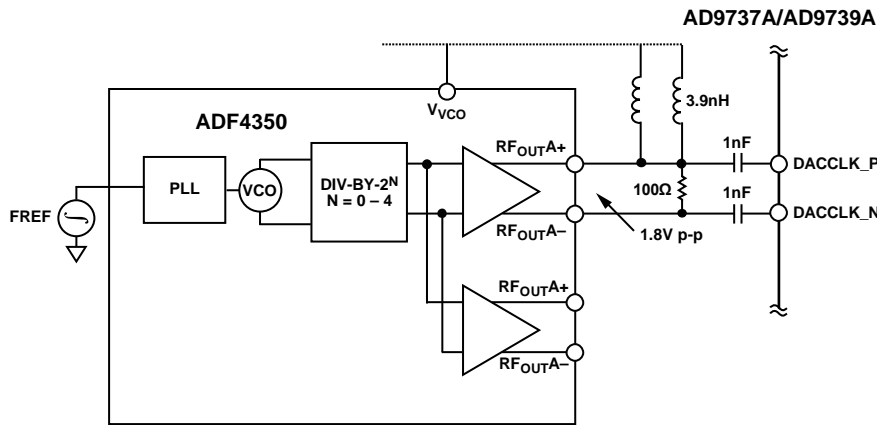 AD9737A/AD9739A
ADF4350
V VCO
3.9nH
PLL
VCO
DIV-BY-2N
N = 0 – 4
RFOUTA+
1nF
DACCLK_P
FREF
100Ω
1nF
RFOUTA–
DACCLK_N
1.8V p-p
RFOUTA+
RFOUTA–